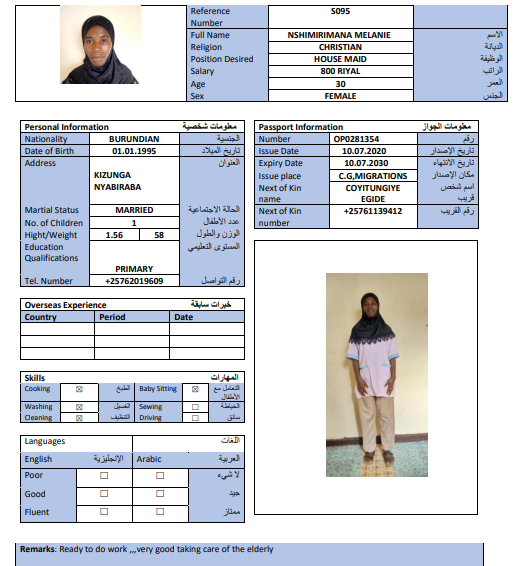 Reference Number S095
Full Name NSHIMIRIMANA MELANIE الاسم
Religion CHRISTIAN الديانة
Position Desired HOUSE MAID الوظيفة
Salary 800 RIYAL الراتب
Age 30 العمر
Sex FEMALE الجنس
Personal Information معلومات شخصية
Nationality BURUNDIAN الجنسية
Date of Birth 01.01.1995 تاريخ الميلاد
Address العنوان
KIZUNGA
NYABIRABA
Martial Status MARRIED الحالة الاجتماعية
No. of Children 1 عدد الأطفال
Hight/Weight 1.56 58 الوزن والطول
Education Qualifications PRIMARY المستوى التعليمي
Tel. Number +25762019609 رقم التواصل
Passport Information معلومات الجواز
Number OP0281354 رقم
Issue Date 10.07.2020 تاريخ الإصدار
Expiry Date 10.07.2030 تاريخ الانتهاء
Issue place C.G,MIGRATIONS مكان الإصدار
Next of Kin name COYITUNGIYE EGIDE اسم شخص قريب
Next of Kin number +25761139412 رقم القريب
Overseas Experience خبرات سابقة
Country Period Date
Skills المهارات
Cooking ☒ الطبخ Baby Sitting ☒ التعامل مع الأطفال
Washing ☒ الغسيل Sewing ☐ الخياطة
Cleaning ☒ التنظيف Driving ☐ سائق
Languages اللغات
English الإنجليزية Arabic العربية
Poor ☐ ☐ لا شيء
Good ☐ ☐ جيد
Fluent ☐ ☐ ممتاز
Remarks: Ready to do work ,,,very good taking care of the elderly